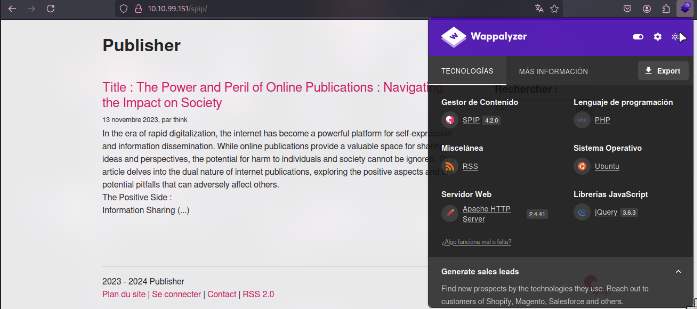 10.10.99.151/spip/
Wappalyzer
Publisher
TECNOLOGÍAS
MÁS INFORMACIÓN
Export
Title : The Power and Peril of Online Publications : Navigating
the Impact on Society
Rechercher :
13 novembre 2023, par think
In the era of rapid digitalization, the internet has become a powerful platform for self-expression
and information dissemination. While online publications provide a valuable space for sharing
ideas and perspectives, the potential for harm to individuals and society cannot be ignored.
article delves into the dual nature of internet publications, exploring the positive aspects and
potential pitfalls that can adversely affect others.
The Positive Side :
Information Sharing (...)
2023 - 2024 Publisher
Plan du site | Se connecter | Contact | RSS 2.0
Gestor de Contenido
SPIP 4.2.0
Lenguaje de programación
PHP
Miscelánea
RSS
Sistema Operativo
Ubuntu
Servidor Web
Apache HTTP
Server 2.4.41
Librerías JavaScript
jQuery 3.6.3
¿Algo funciona mal o falta?
Generate sales leads
Find new prospects by the technologies they use. Reach out to
customers of Shopify, Magento, Salesforce and others.